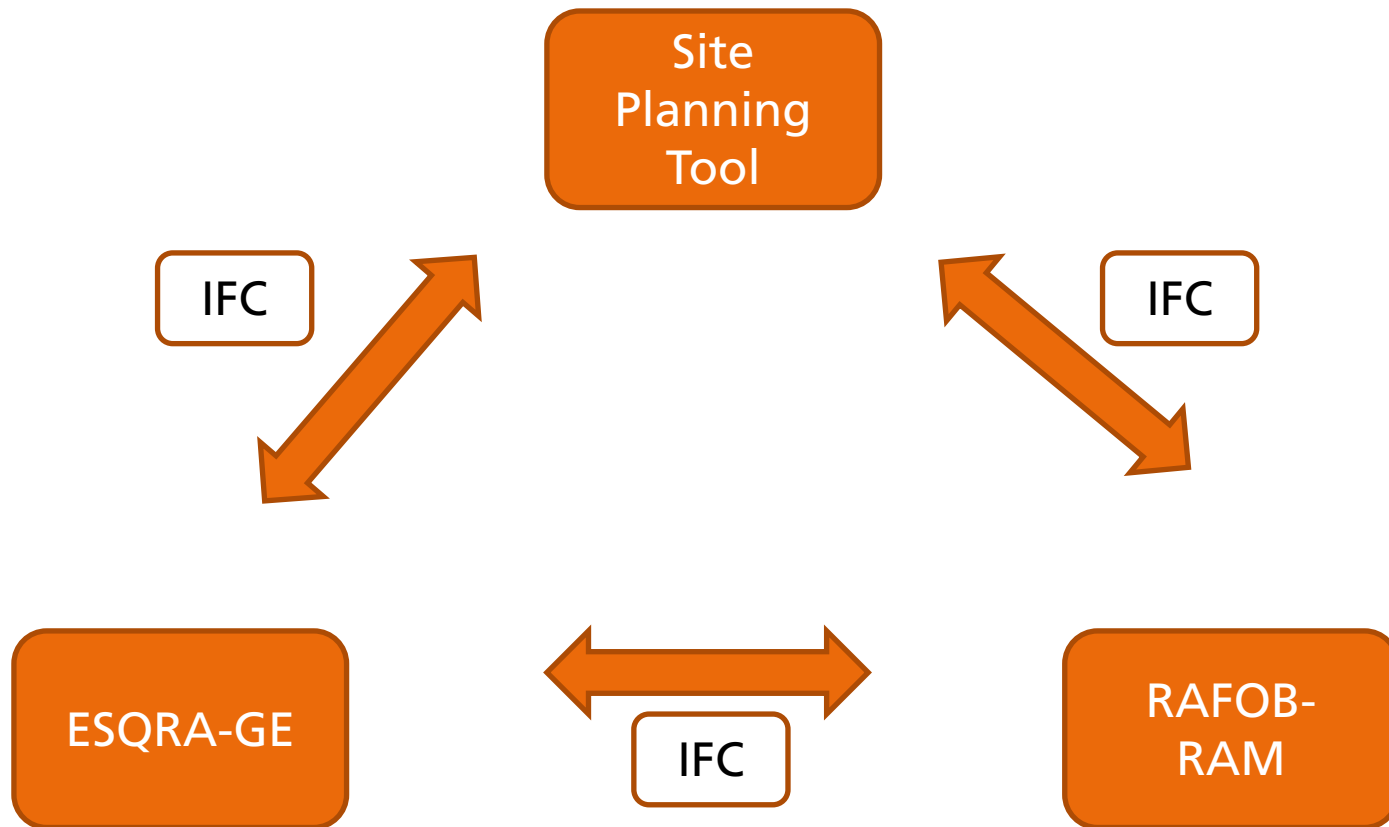 Site
Planning
Tool
IFC
IFC
ESQRA-GE
IFC
RAFOB-
RAM